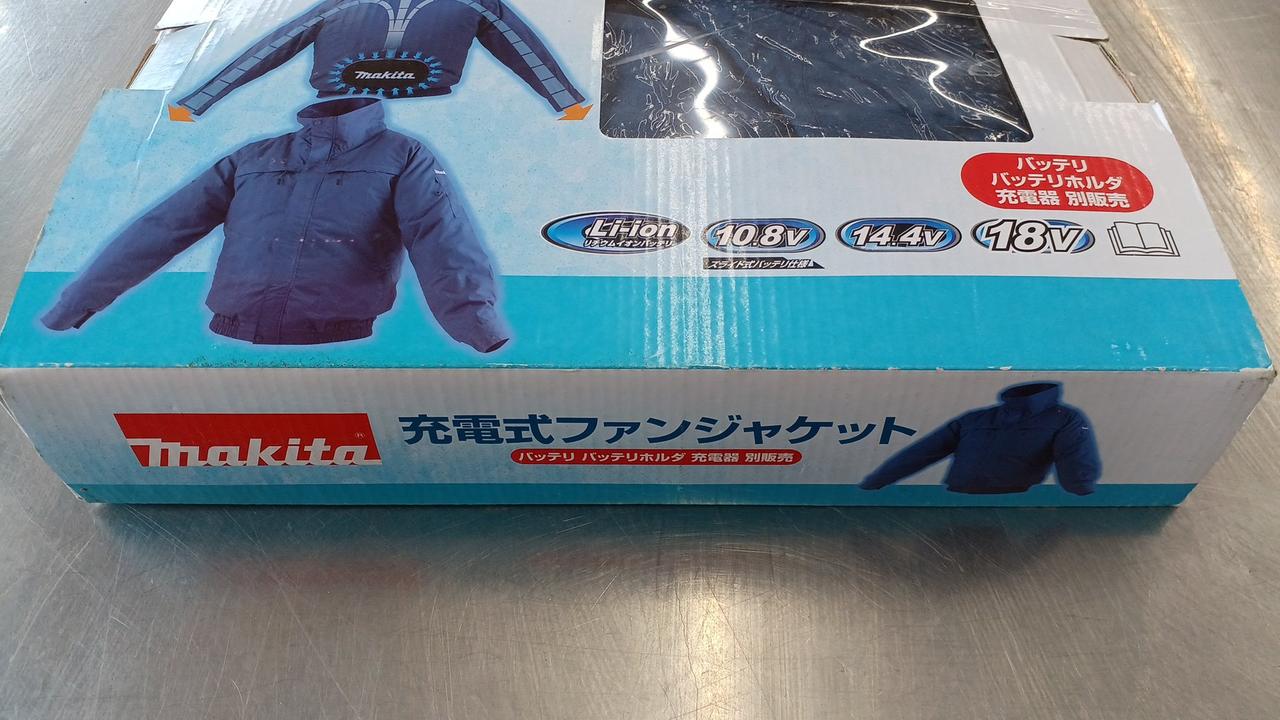 makita
バッテリ
バッテリホルダ
充電器 別販売
Li-ion
リチウムイオンバッテリ
10.8V
スライド式バッテリ仕様
14.4V
18V
makita®
充電式ファンジャケット
バッテリ バッテリホルダ 充電器 別販売